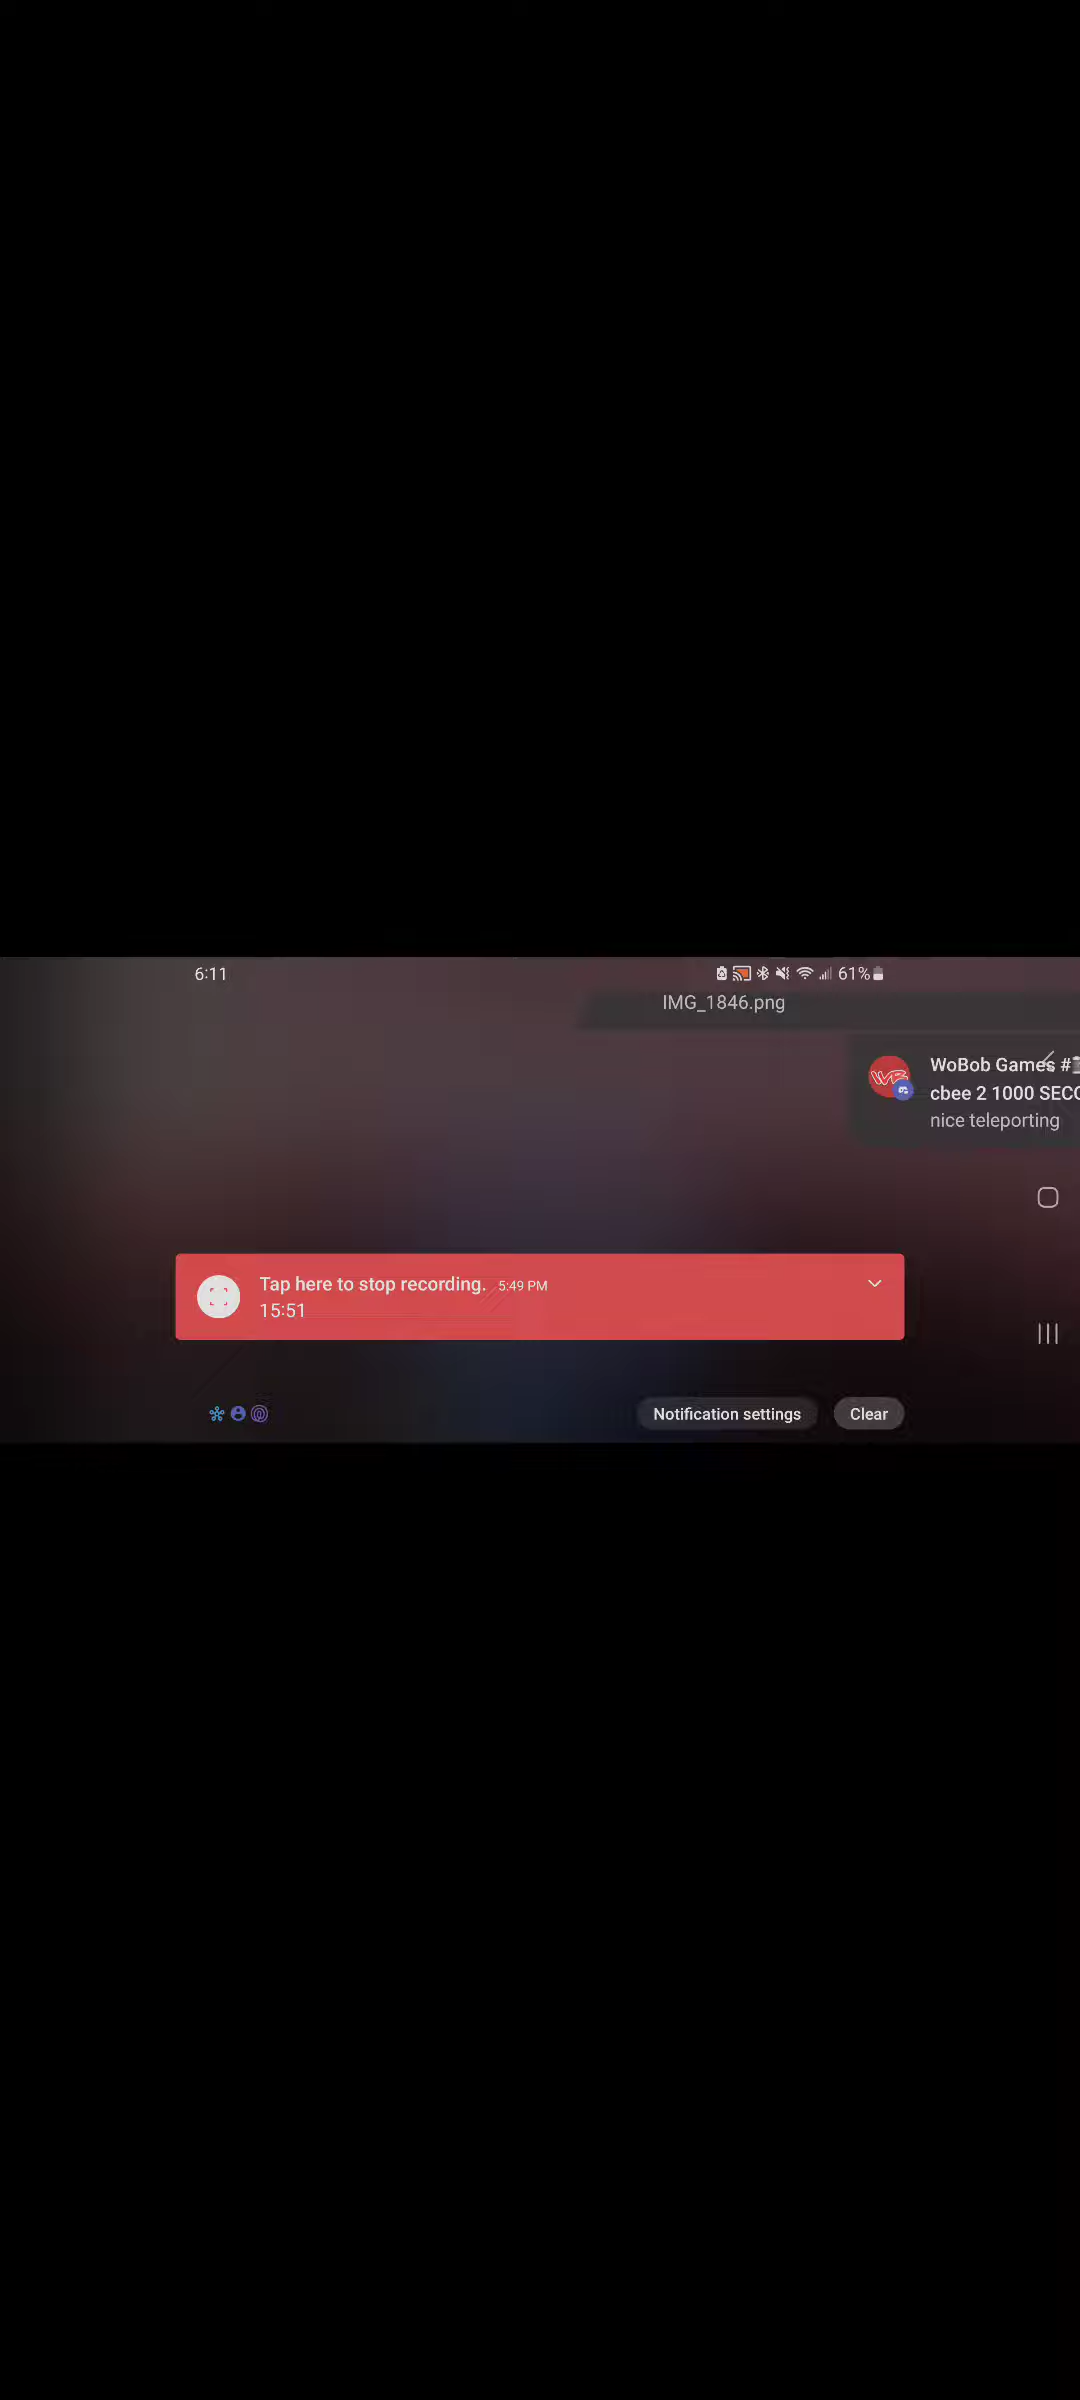 6:11
61%
IMG_1846.png
WoBob Games #
cbee 2 1000 SECO
nice teleporting
Tap here to stop recording. 5:49 PM
15:51
Notification settings
Clear